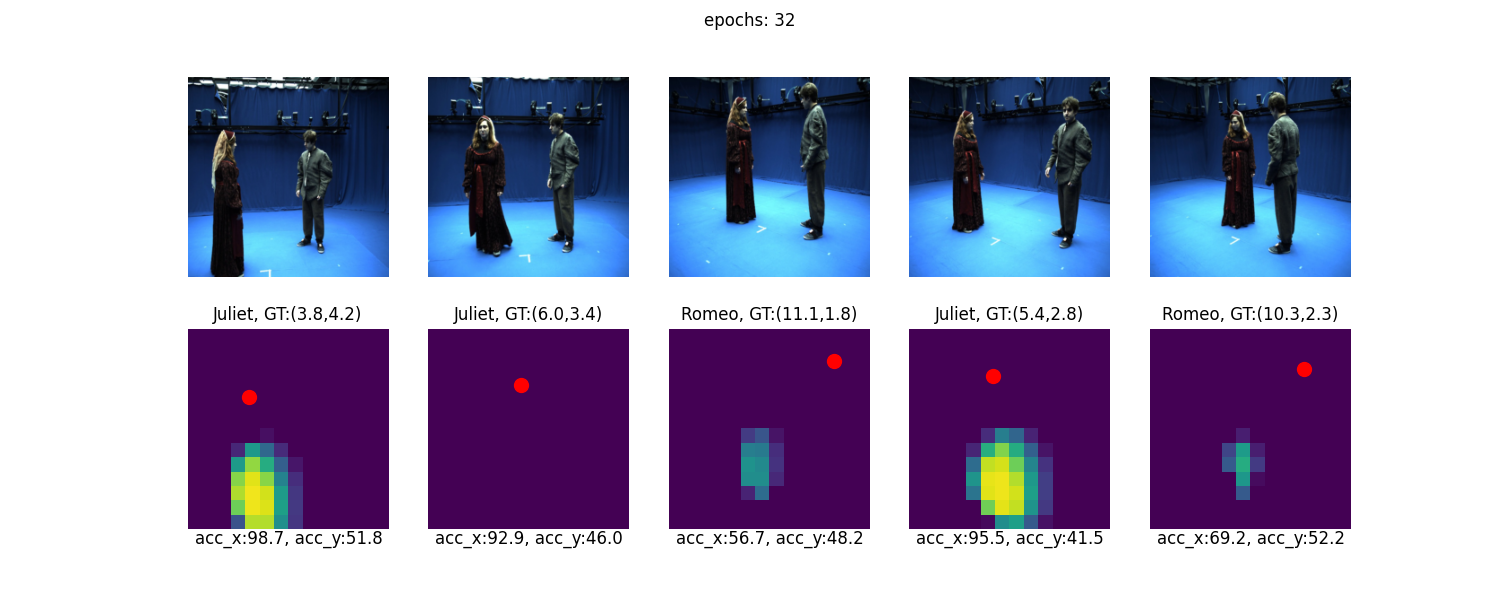 epochs: 32
Juliet, GT:(3.8,4.2)
Juliet, GT:(6.0,3.4)
Romeo, GT:(11.1,1.8)
Juliet, GT:(5.4,2.8)
Romeo, GT:(10.3,2.3)
acc_x:98.7, acc_y:51.8
acc_x:92.9, acc_y:46.0
acc_x:56.7, acc_y:48.2
acc_x:95.5, acc_y:41.5
acc_x:69.2, acc_y:52.2